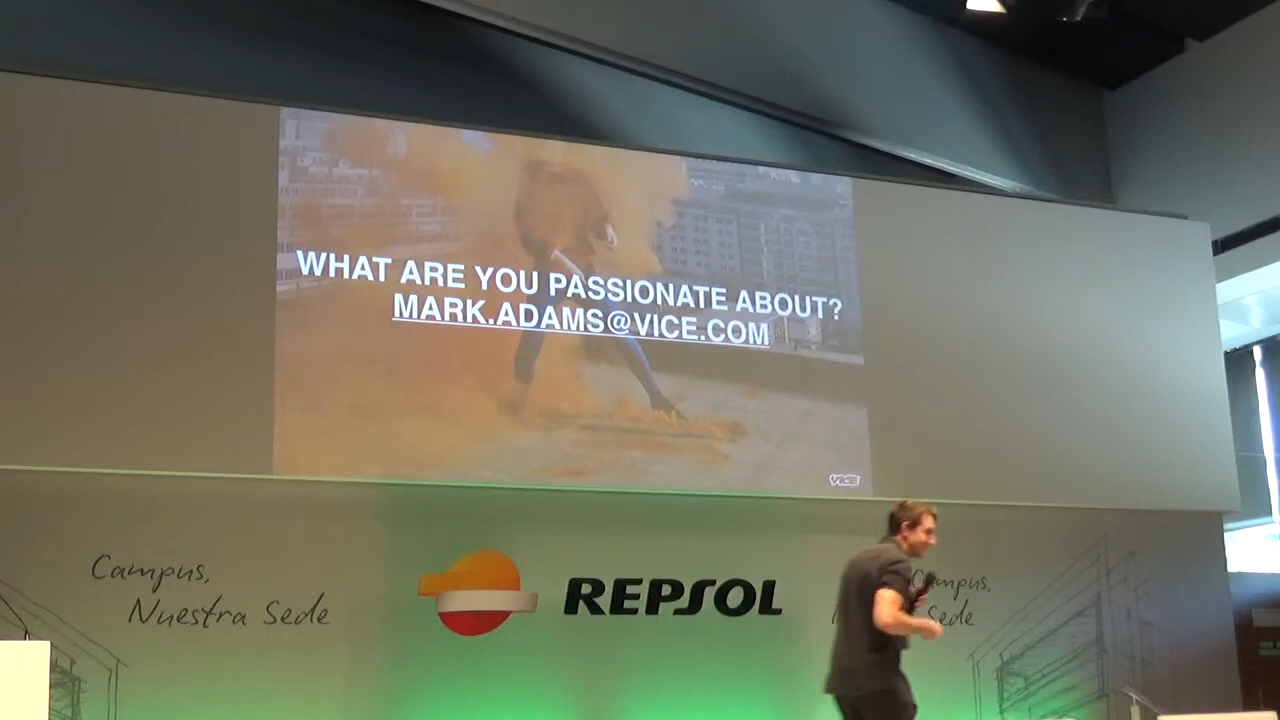 WHAT ARE YOU PASSIONATE ABOUT?
MARK.ADAMS@VICE.COM
VICE
Campus,
Nuestra Sede
REPSOL
Campus,
Sede